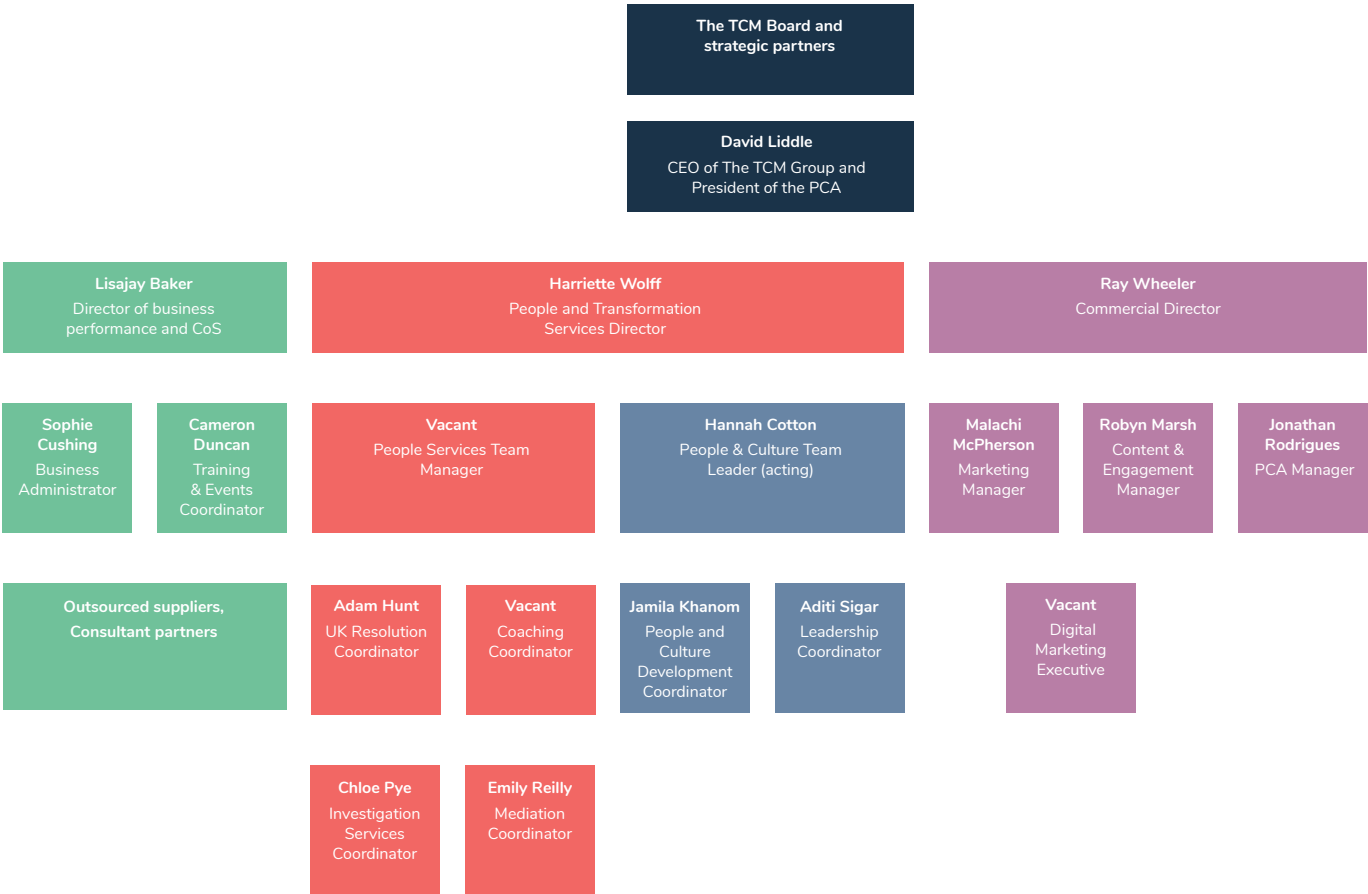 The TCM Board and
strategic partners
David Liddle
CEO of The TCM Group and
President of the PCA
Lisajay Baker
Director of business
performance and CoS
Harriette Wolff
People and Transformation
Services Director
Ray Wheeler
Commercial Director
Sophie
Cushing
Business
Administrator
Cameron
Duncan
Training
& Events
Coordinator
Vacant
People Services Team
Manager
Hannah Cotton
People & Culture Team
Leader (acting)
Malachi
McPherson
Marketing
Manager
Robyn Marsh
Content &
Engagement
Manager
Jonathan
Rodrigues
PCA Manager
Outsourced suppliers,
Consultant partners
Adam Hunt
UK Resolution
Coordinator
Vacant
Coaching
Coordinator
Jamila Khanom
People and
Culture
Development
Coordinator
Aditi Sigar
Leadership
Coordinator
Vacant
Digital
Marketing
Executive
Chloe Pye
Investigation
Services
Coordinator
Emily Reilly
Mediation
Coordinator